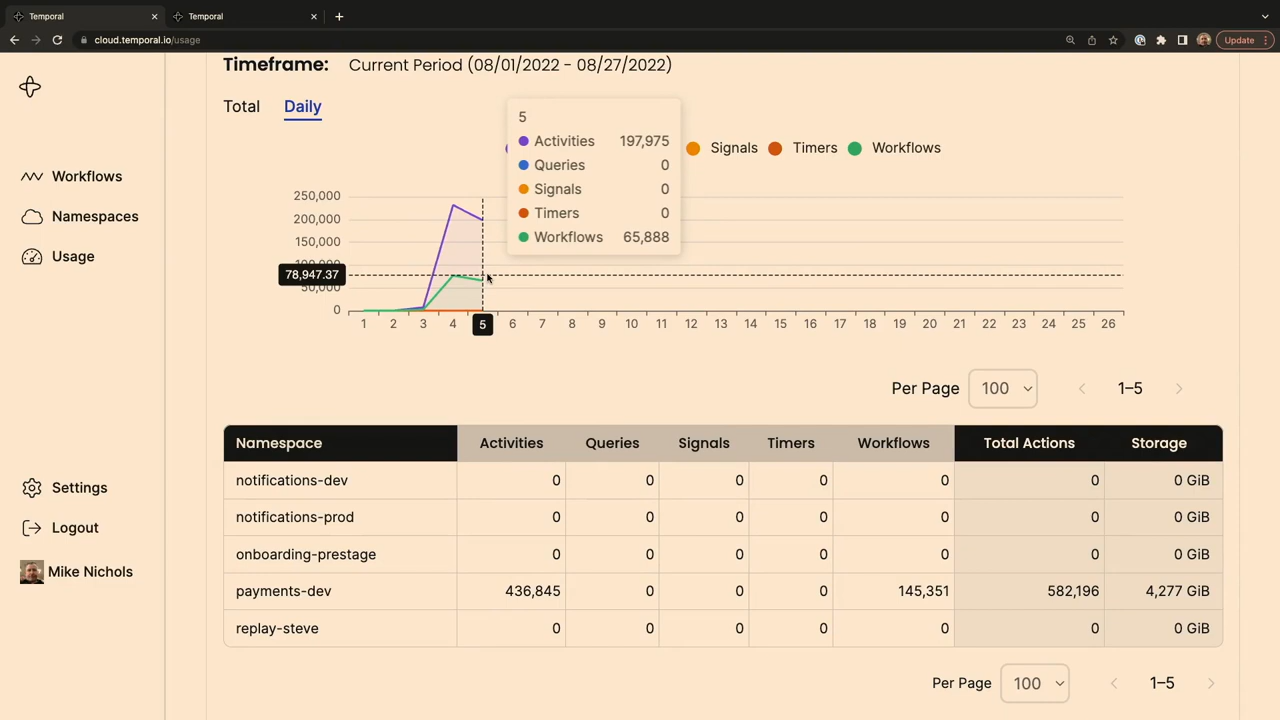 Temporal
Temporal
cloud.temporal.io/usage
Update
Timeframe: Current Period (08/01/2022 - 08/27/2022)
Total Daily
Signals Timers Workflows
5
Activities 197,975
Queries 0
Signals 0
Timers 0
Workflows 65,888
Workflows
Namespaces
Usage
250,000
200,000
150,000
100,000
78,947.37
50,000
0
1 2 3 4 5 6 7 8 9 10 11 12 13 14 15 16 17 18 19 20 21 22 23 24 25 26
Per Page 100 1–5
Namespace Activities Queries Signals Timers Workflows Total Actions Storage
notifications-dev 0 0 0 0 0 0 0 GiB
notifications-prod 0 0 0 0 0 0 0 GiB
onboarding-prestage 0 0 0 0 0 0 0 GiB
payments-dev 436,845 0 0 0 145,351 582,196 4,277 GiB
replay-steve 0 0 0 0 0 0 0 GiB
Settings
Logout
Mike Nichols
Per Page 100 1–5